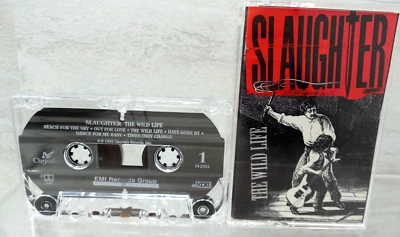 SLAUGHTER THE WILD LIFE
REACH FOR THE SKY • OUT FOR LOVE • THE WILD LIFE • DAYS GONE BY •
DANCE FOR ME BABY • TIMES THEY CHANGE
Chrysalis
1
EMI Records Group
SLAUGHTER
THE WILD LIFE